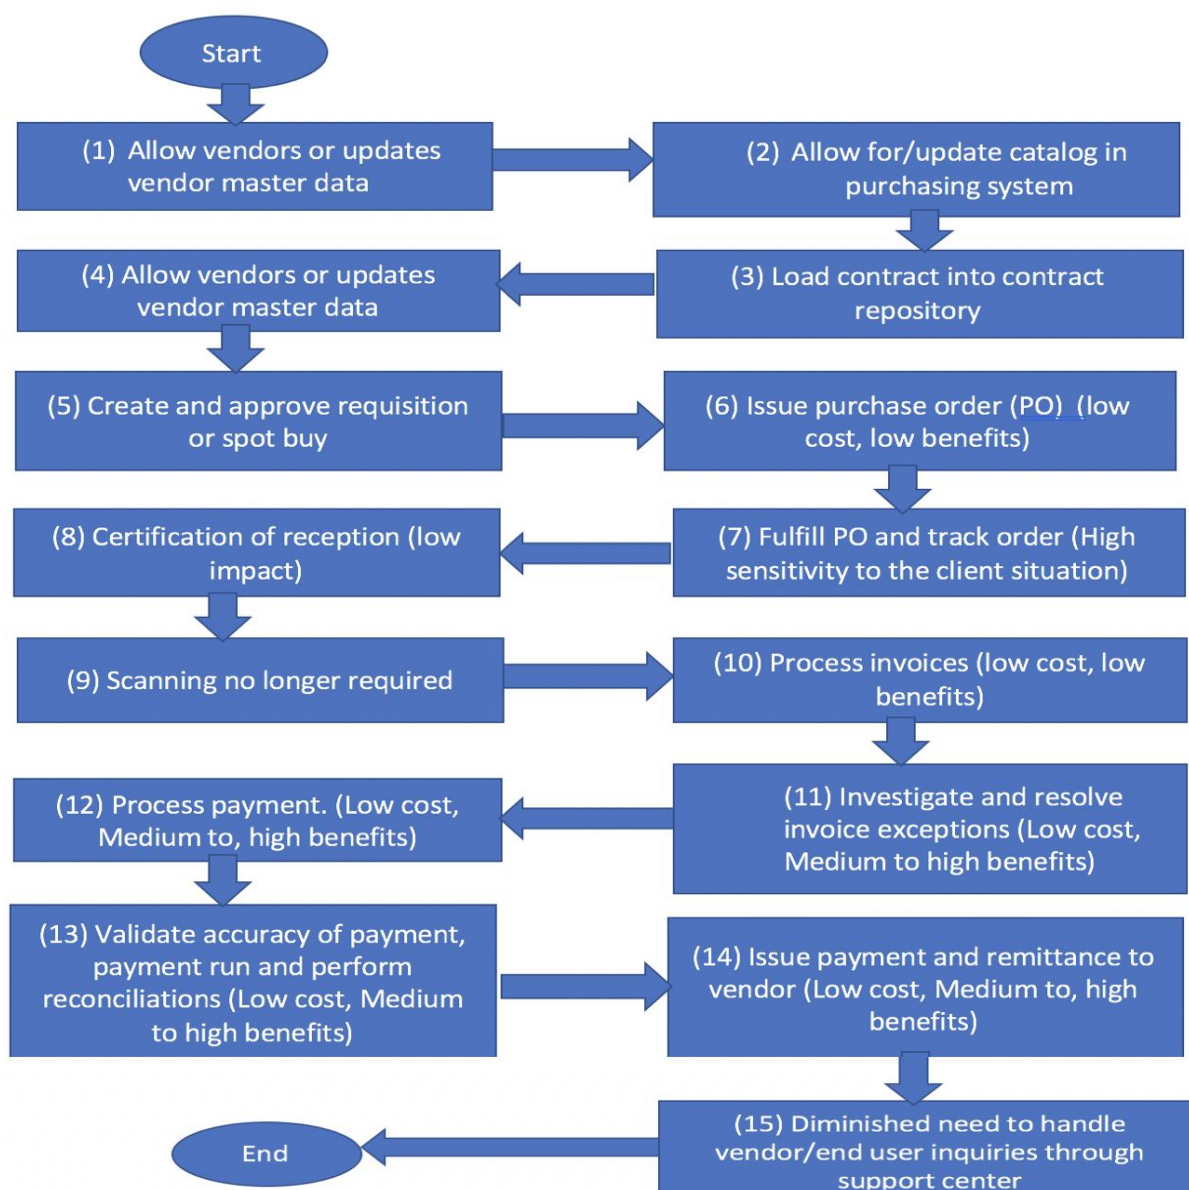 Start
(1) Allow vendors or updates
vendor master data
(2) Allow for/update catalog in
purchasing system
(3) Load contract into contract
repository
(4) Allow vendors or updates
vendor master data
(5) Create and approve requisition
or spot buy
(6) Issue purchase order (PO) (low
cost, low benefits)
(7) Fulfill PO and track order (High
sensitivity to the client situation)
(8) Certification of reception (low
impact)
(9) Scanning no longer required
(10) Process invoices (low cost, low
benefits)
(11) Investigate and resolve
invoice exceptions (Low cost,
Medium to high benefits)
(12) Process payment. (Low cost,
Medium to, high benefits)
(13) Validate accuracy of payment,
payment run and perform
reconciliations (Low cost, Medium
to high benefits)
(14) Issue payment and remittance to
vendor (Low cost, Medium to, high
benefits)
(15) Diminished need to handle
vendor/end user inquiries through
support center
End